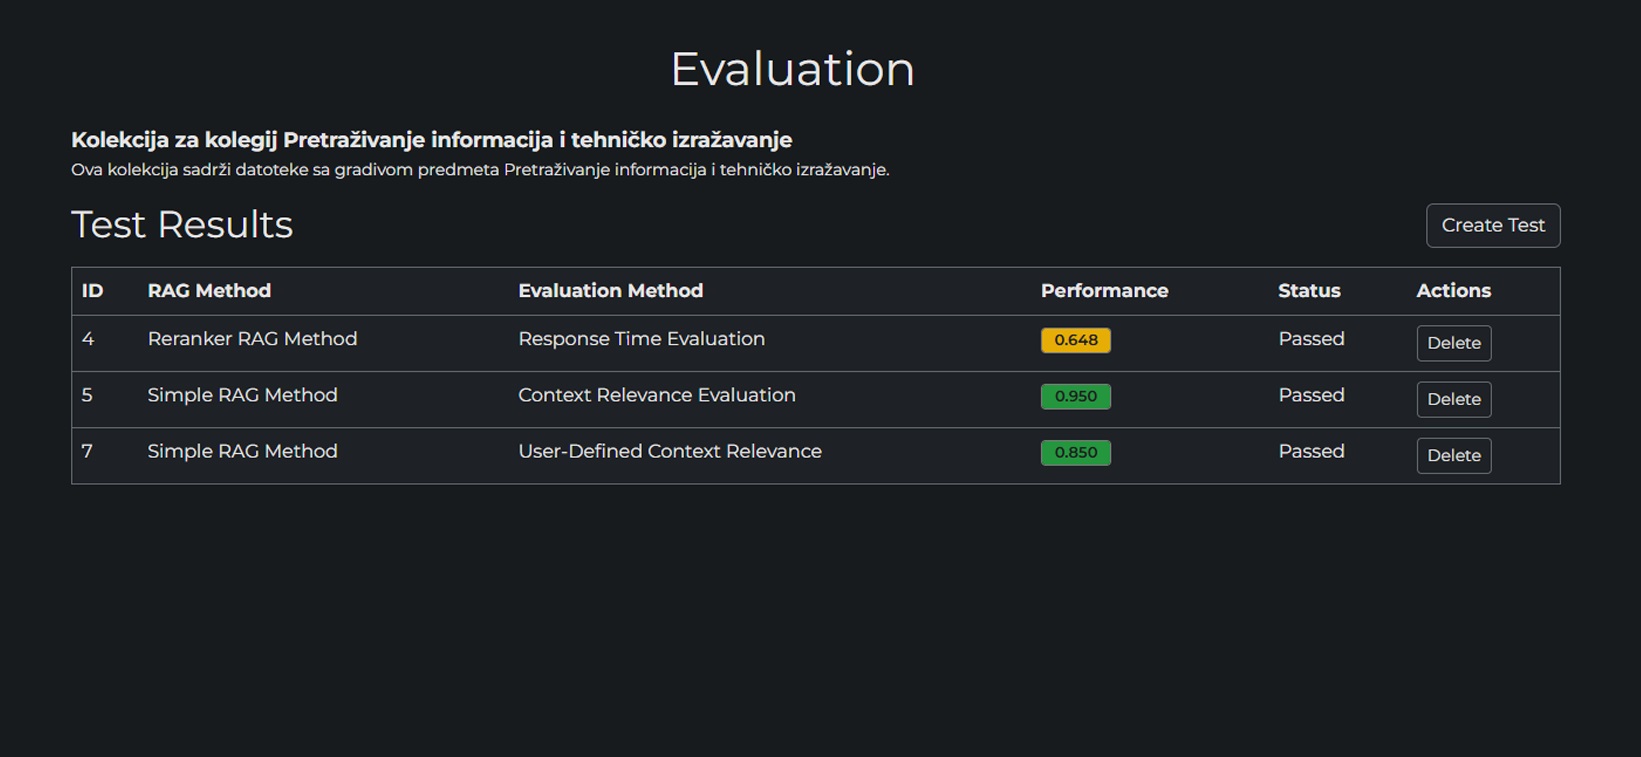 Evaluation
Kolekcija za kolegij Pretraživanje informacija i tehničko izražavanje
Ova kolekcija sadrži datoteke sa gradivom predmeta Pretraživanje informacija i tehničko izražavanje.
Test Results
Create Test
ID RAG Method Evaluation Method Performance Status Actions
4 Reranker RAG Method Response Time Evaluation 0.648 Passed Delete
5 Simple RAG Method Context Relevance Evaluation 0.950 Passed Delete
7 Simple RAG Method User-Defined Context Relevance 0.850 Passed Delete